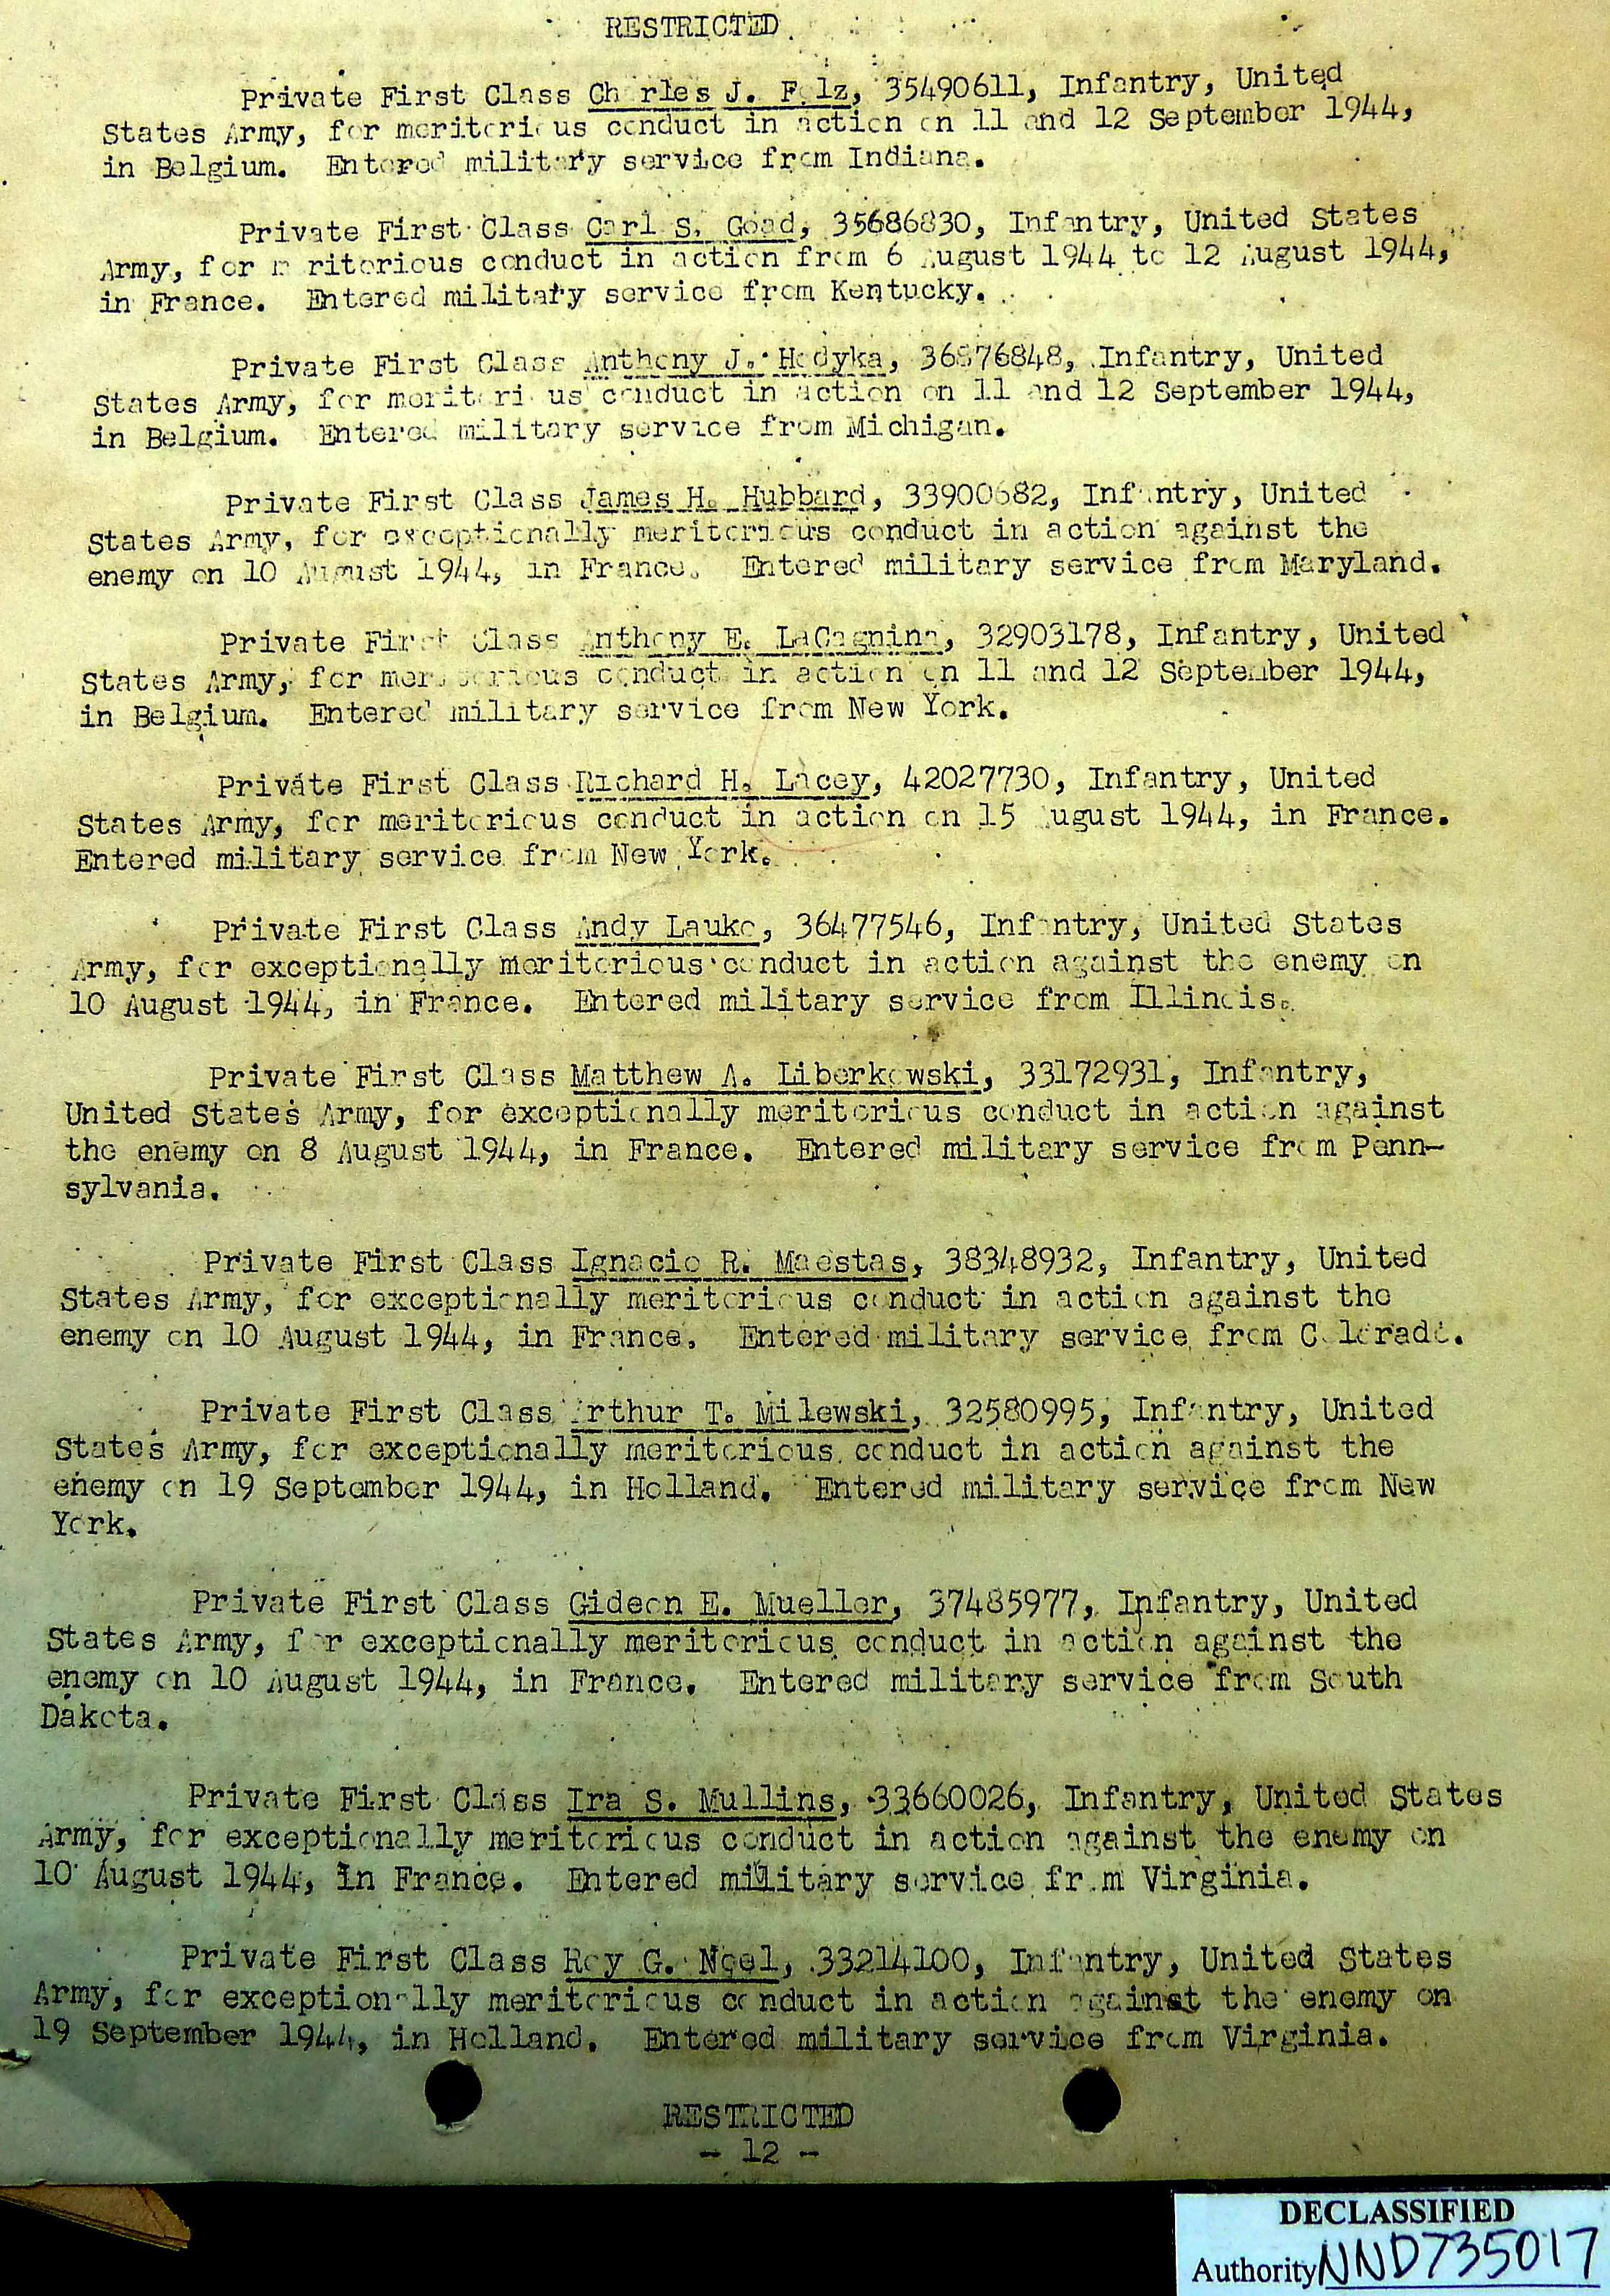 RESTRICTED
Private First Class Charles J. Folz, 35490611, Infantry, United
States Army, for meritorious conduct in action on 11 and 12 September 1944,
in Belgium. Entered military service from Indiana.
Private First Class Carl S. Goad, 35686830, Infantry, United States
Army, for meritorious conduct in action from 6 August 1944 to 12 August 1944,
in France. Entered military service from Kentucky.
Private First Class Anthony J. Hodyka, 36876848, Infantry, United
States Army, for meritorious conduct in action on 11 and 12 September 1944,
in Belgium. Entered military service from Michigan.
Private First Class James H. Hubbard, 33900682, Infantry, United
States Army, for exceptionally meritorious conduct in action against the
enemy on 10 August 1944, in France. Entered military service from Maryland.
Private First Class Anthony E. LaCagnina, 32903178, Infantry, United
States Army, for meritorious conduct in action on 11 and 12 September 1944,
in Belgium. Entered military service from New York.
Private First Class Richard H. Lacey, 42027730, Infantry, United
States Army, for meritorious conduct in action on 15 August 1944, in France.
Entered military service from New York.
Private First Class Andy Lauko, 36477546, Infantry, United States
Army, for exceptionally meritorious conduct in action against the enemy on
10 August 1944, in France. Entered military service from Illinois.
Private First Class Matthew A. Liberkowski, 33172931, Infantry,
United States Army, for exceptionally meritorious conduct in action against
the enemy on 8 August 1944, in France. Entered military service from Penn-
sylvania.
Private First Class Ignacio R. Maestas, 38348932, Infantry, United
States Army, for exceptionally meritorious conduct in action against the
enemy on 10 August 1944, in France. Entered military service from Colorado.
Private First Class Arthur T. Milewski, 32580995, Infantry, United
States Army, for exceptionally meritorious conduct in action against the
enemy on 19 September 1944, in Holland. Entered military service from New
York.
Private First Class Gideon E. Mueller, 37485977, Infantry, United
States Army, for exceptionally meritorious conduct in action against the
enemy on 10 August 1944, in France. Entered military service from South
Dakota.
Private First Class Ira S. Mullins, 33660026, Infantry, United States
Army, for exceptionally meritorious conduct in action against the enemy on
10 August 1944, in France. Entered military service from Virginia.
Private First Class Roy G. Noel, 33214100, Infantry, United States
Army, for exceptionally meritorious conduct in action against the enemy on
19 September 1944, in Holland. Entered military service from Virginia.
RESTRICTED
- 12 -
DECLASSIFIED
Authority NND735017